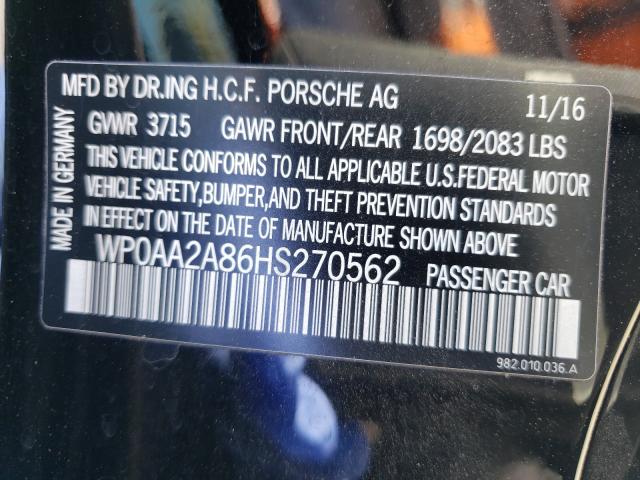 MFD BY DR.ING H.C.F. PORSCHE AG 11/16
GVWR 3715 GAWR FRONT/REAR 1698/2083 LBS
THIS VEHICLE CONFORMS TO ALL APPLICABLE U.S.FEDERAL MOTOR
VEHICLE SAFETY,BUMPER,AND THEFT PREVENTION STANDARDS
IN EFFECT ON THE DATE OF MANUFACTURE SHOWN ABOVE
WP0AA2A86HS270562 PASSENGER CAR
982.010.036.A
MADE IN GERMANY